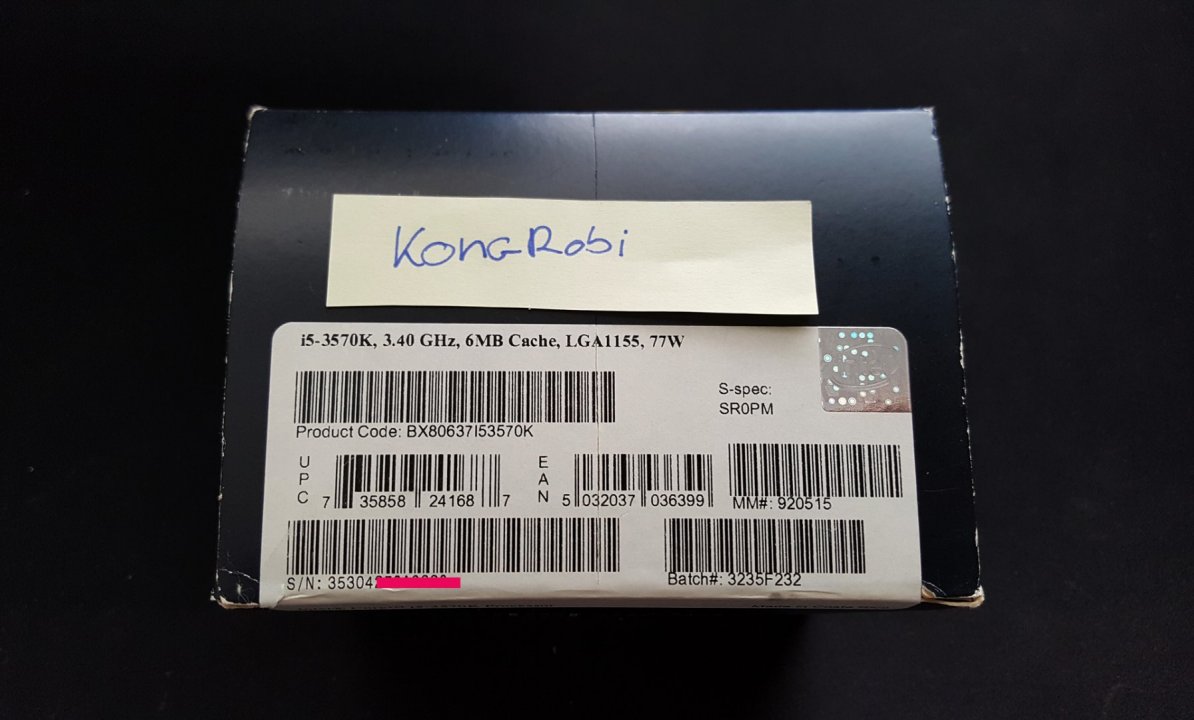 KonGRobi
i5-3570K, 3.40 GHz, 6MB Cache, LGA1155, 77W
S-spec:
SR0PM
Product Code: BX80637I53570K
UPC 7 35858 24168 7
EAN 5 032037 036399
MM#: 920515
S/N: 35304
Batch#: 3235F232